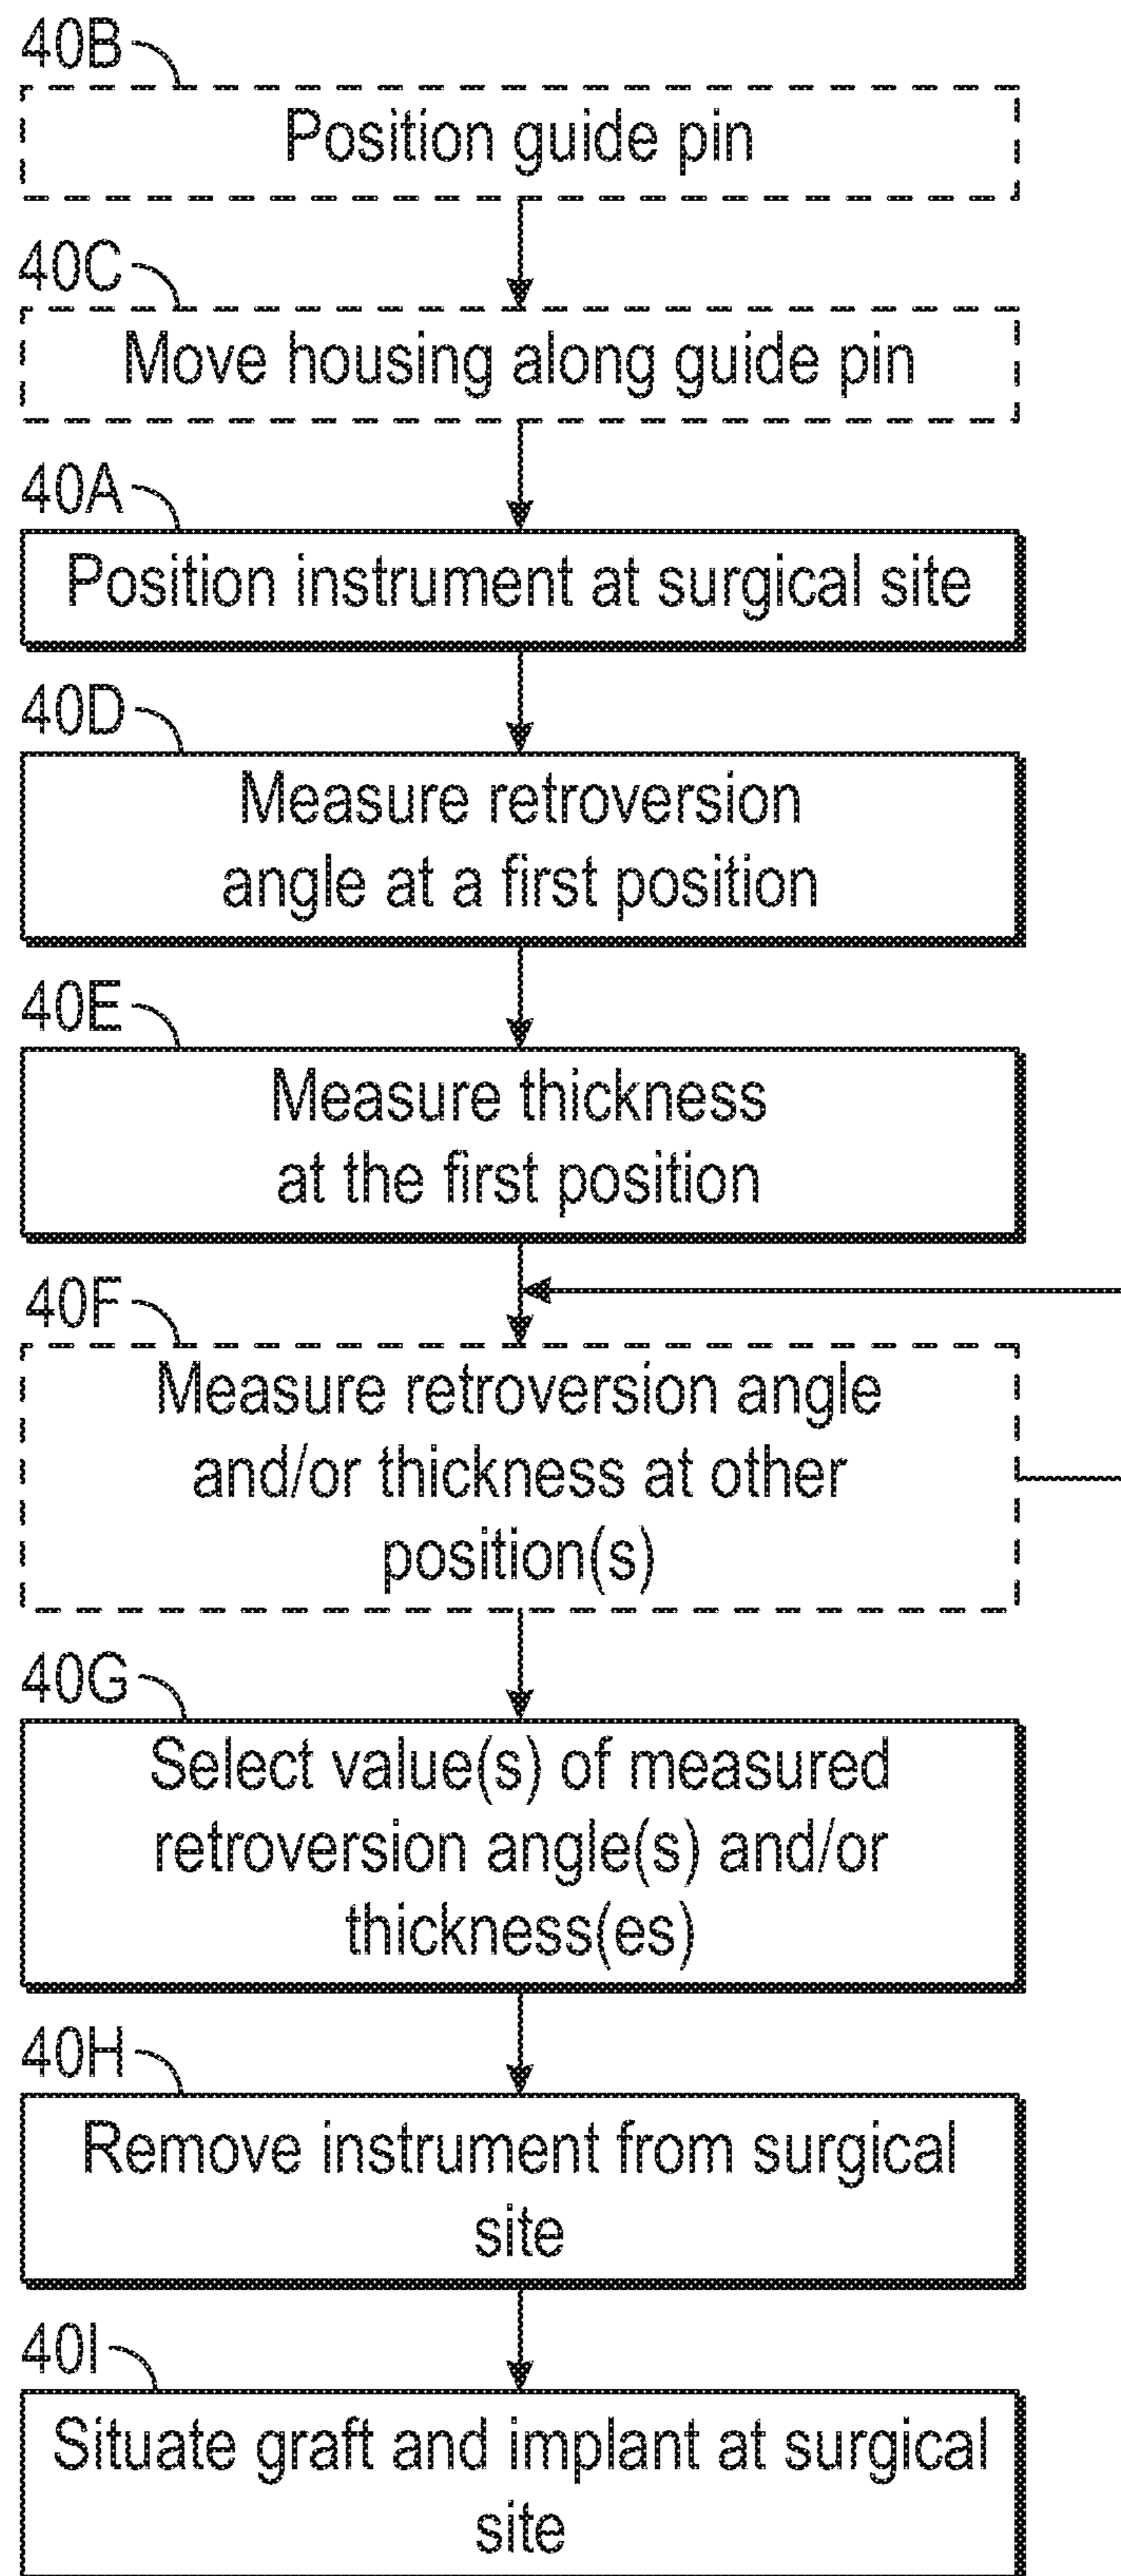 40B
Position guide pin
40C
Move housing along guide pin
40A
Position instrument at surgical site
40D
Measure retroversion
angle at a first position
40E
Measure thickness
at the first position
40F
Measure retroversion angle
and/or thickness at other
position(s)
40G
Select value(s) of measured
retroversion angle(s) and/or
thickness(es)
40H
Remove instrument from surgical
site
40I
Situate graft and implant at surgical
site